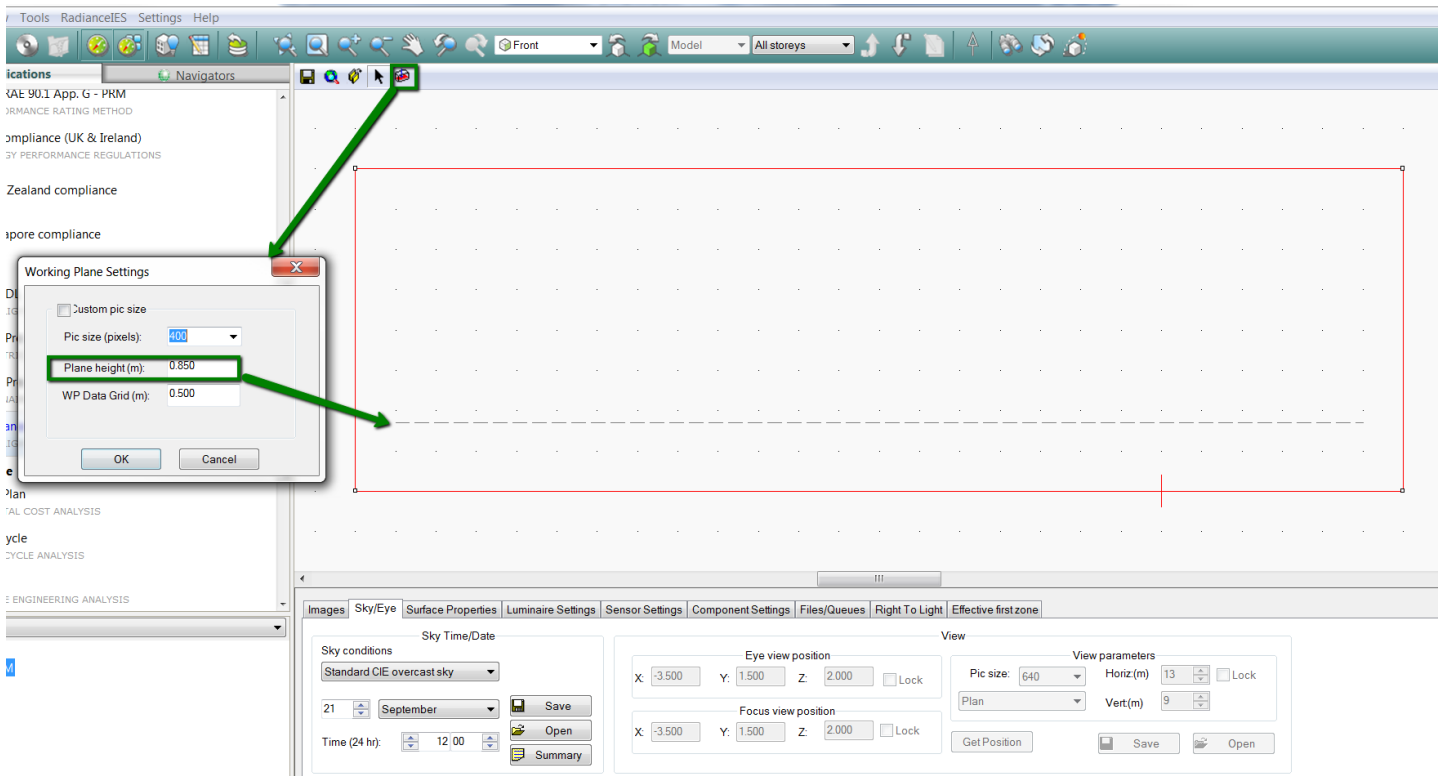 Tools RadianceIES Settings Help
Front
Model
All storeys
ications
Navigators
RAE 90.1 App. G - PRM
ORMANCE RATING METHOD
ompliance (UK & Ireland)
GY PERFORMANCE REGULATIONS
Zealand compliance
apore compliance
Working Plane Settings
Custom pic size
Pic size (pixels): 400
Plane height (m): 0.850
WP Data Grid (m): 0.500
OK Cancel
Plan
TAL COST ANALYSIS
ycle
CYCLE ANALYSIS
E ENGINEERING ANALYSIS
M
Images Sky/Eye Surface Properties Luminaire Settings Sensor Settings Component Settings Files/Queues Right To Light Effective first zone
Sky Time/Date
Sky conditions
Standard CIE overcast sky
21 September
Time (24 hr): 12 00
Save
Open
Summary
View
Eye view position
X: -3.500 Y: 1.500 Z: 2.000 Lock
Focus view position
X: -3.500 Y: 1.500 Z: 2.000 Lock
View parameters
Pic size: 640 Horiz:(m) 13 Lock
Plan Vert:(m) 9
Get Position Save Open